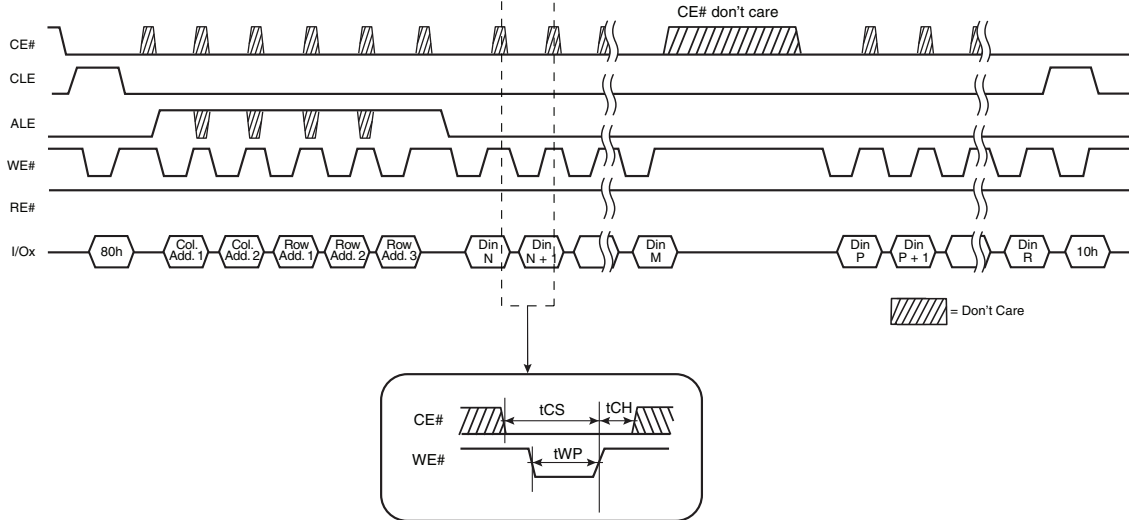 CE# don't care
CE#
CLE
ALE
WE#
RE#
I/Ox
80h
Col. Add. 1
Col. Add. 2
Row Add. 1
Row Add. 2
Row Add. 3
Din N
Din N + 1
Din M
Din P
Din P + 1
Din R
10h
= Don't Care
CE#
tCS
tCH
WE#
tWP